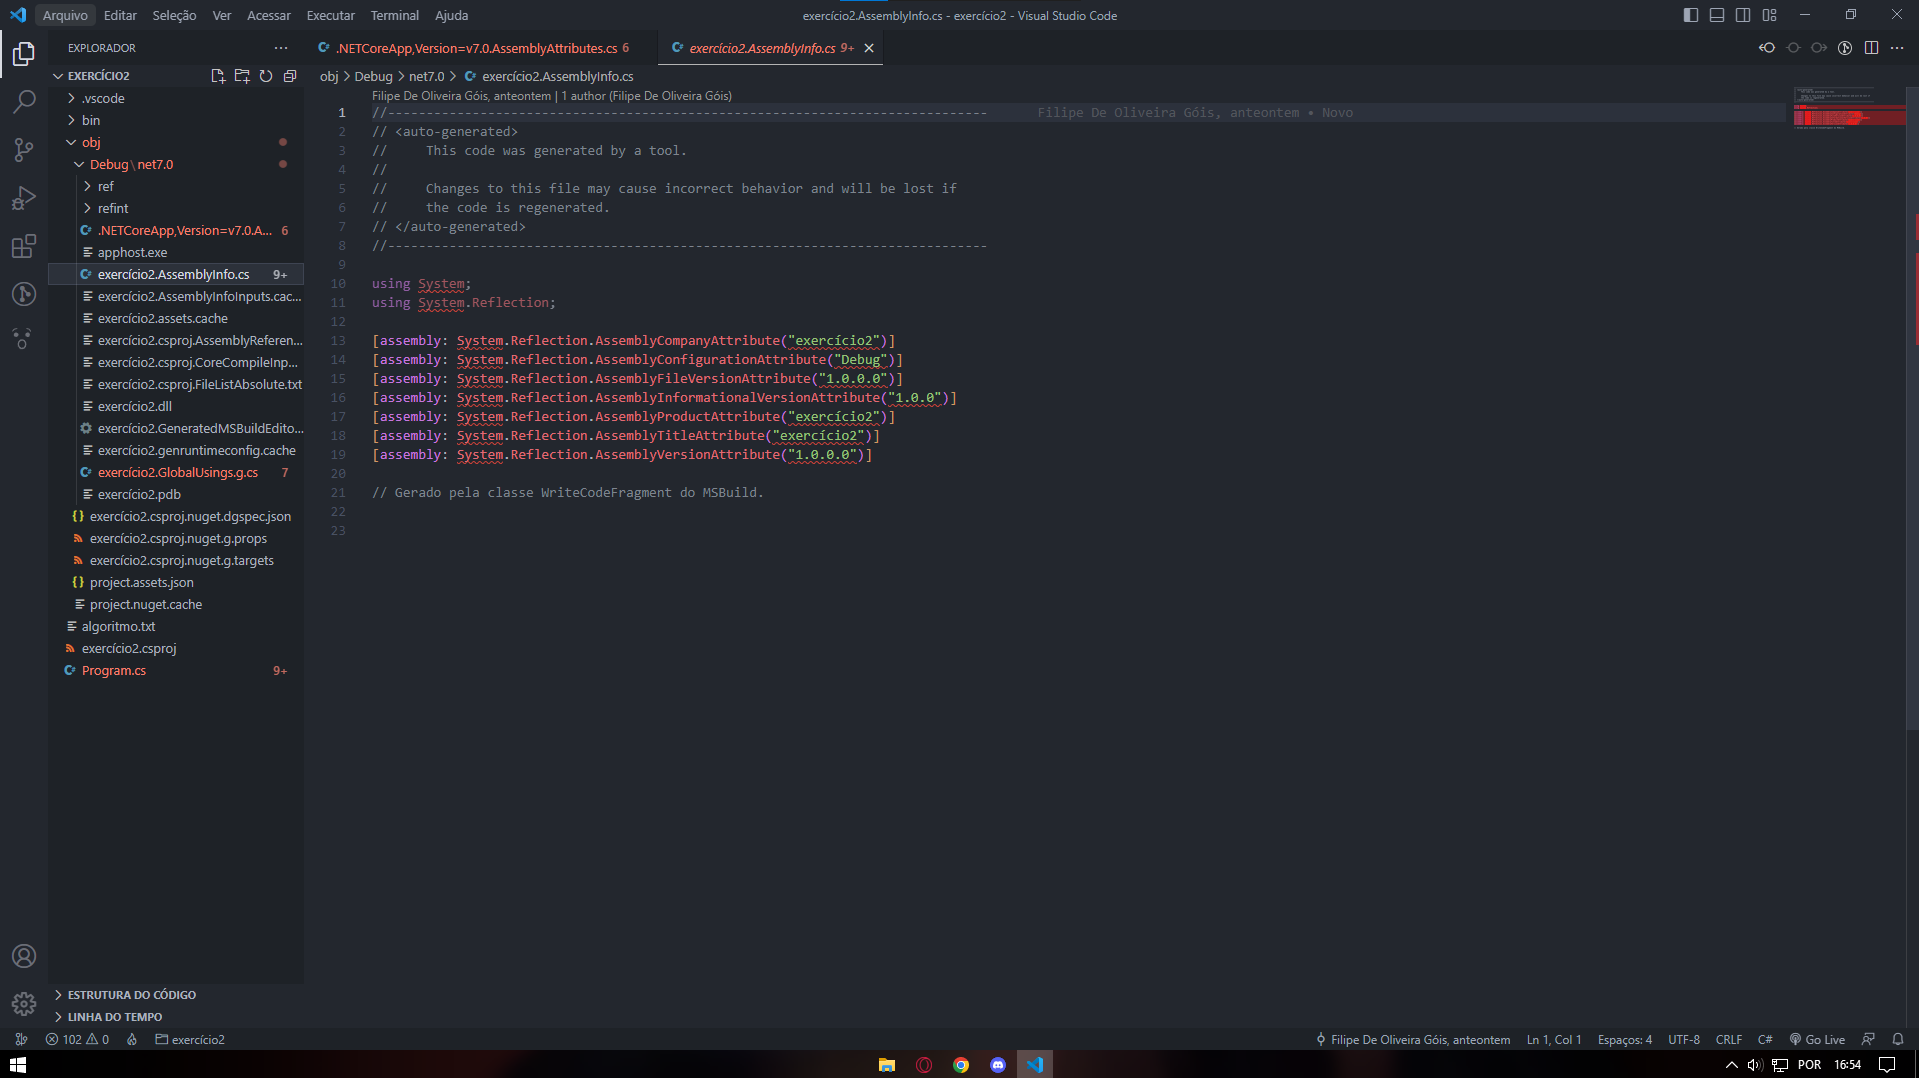 Arquivo Editar Seleção Ver Acessar Executar Terminal Ajuda
exercício2.AssemblyInfo.cs - exercício2 - Visual Studio Code
EXPLORADOR
.NETCoreApp,Version=v7.0.AssemblyAttributes.cs 6
exercício2.AssemblyInfo.cs 9+
EXERCÍCIO2
.vscode
bin
obj
Debug\net7.0
ref
refint
.NETCoreApp,Version=v7.0.A... 6
apphost.exe
exercício2.AssemblyInfo.cs 9+
exercício2.AssemblyInfoInputs.cac...
exercício2.assets.cache
exercício2.csproj.AssemblyReferen...
exercício2.csproj.CoreCompileInp...
exercício2.csproj.FileListAbsolute.txt
exercício2.dll
exercício2.GeneratedMSBuildEdito...
exercício2.genruntimeconfig.cache
exercício2.GlobalUsings.g.cs 7
exercício2.pdb
exercício2.csproj.nuget.dgspec.json
exercício2.csproj.nuget.g.props
exercício2.csproj.nuget.g.targets
project.assets.json
project.nuget.cache
algoritmo.txt
exercício2.csproj
Program.cs 9+
ESTRUTURA DO CÓDIGO
LINHA DO TEMPO
obj > Debug > net7.0 > exercício2.AssemblyInfo.cs
Filipe De Oliveira Góis, anteontem | 1 author (Filipe De Oliveira Góis)
1 //------------------------------------------------------------------------------ Filipe De Oliveira Góis, anteontem • Novo
2 // <auto-generated>
3 //     This code was generated by a tool.
4 //
5 //     Changes to this file may cause incorrect behavior and will be lost if
6 //     the code is regenerated.
7 // </auto-generated>
8 //------------------------------------------------------------------------------
9
10 using System;
11 using System.Reflection;
12
13 [assembly: System.Reflection.AssemblyCompanyAttribute("exercício2")]
14 [assembly: System.Reflection.AssemblyConfigurationAttribute("Debug")]
15 [assembly: System.Reflection.AssemblyFileVersionAttribute("1.0.0.0")]
16 [assembly: System.Reflection.AssemblyInformationalVersionAttribute("1.0.0")]
17 [assembly: System.Reflection.AssemblyProductAttribute("exercício2")]
18 [assembly: System.Reflection.AssemblyTitleAttribute("exercício2")]
19 [assembly: System.Reflection.AssemblyVersionAttribute("1.0.0.0")]
20
21 // Gerado pela classe WriteCodeFragment do MSBuild.
22
23
102 0 exercício2 Filipe De Oliveira Góis, anteontem Ln 1, Col 1 Espaços: 4 UTF-8 CRLF C# Go Live
POR 16:54